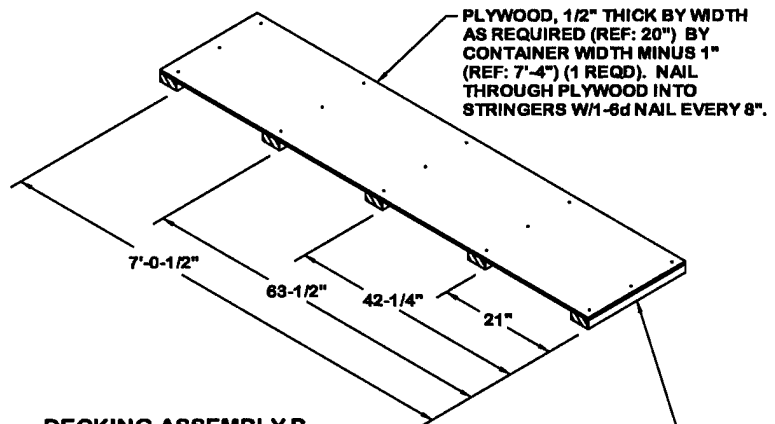 PLYWOOD, 1/2" THICK BY WIDTH
AS REQUIRED (REF: 20") BY
CONTAINER WIDTH MINUS 1"
(REF: 7'-4") (1 REQD). NAIL
THROUGH PLYWOOD INTO
STRINGERS W/1-6d NAIL EVERY 8".
7'-0-1/2"
63-1/2"
42-1/4"
21"
DECKING ASSEMBLY B